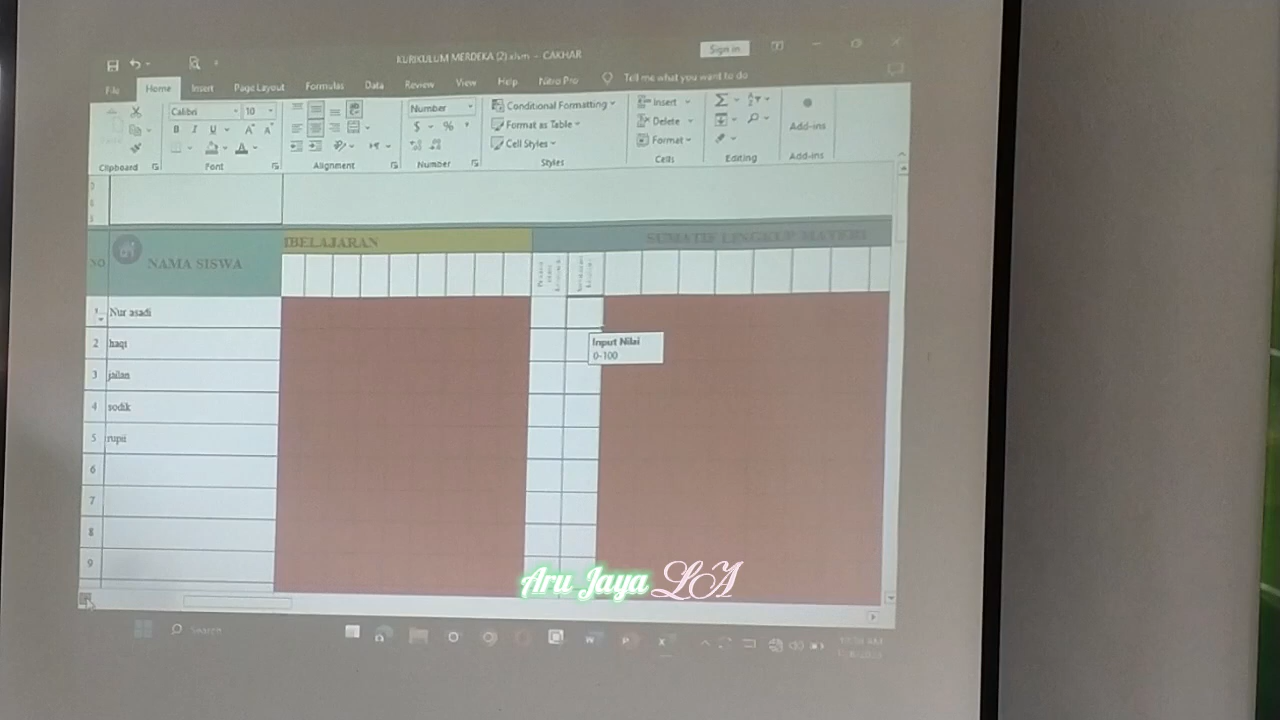 KURIKULUM MERDEKA (2).xlsm - CAKHAR
Sign in
File Home Insert Page Layout Formulas Data Review View Help Nitro Pro Tell me what you want to do
Calibri 10
Number
Conditional Formatting
Format as Table
Cell Styles
Insert
Delete
Format
Add-ins
B I U A A
$ % ,
Clipboard Font Alignment Number Styles Cells Editing Add-ins
NO NAMA SISWA
IBELAJARAN
SUMATIF LINGKUP MATERI
1 Nur asadi
2 haqi
3 jailan
4 sodik
5 rupii
6
7
8
9
Input Nilai
0-100
Aru Jaya LA
Search